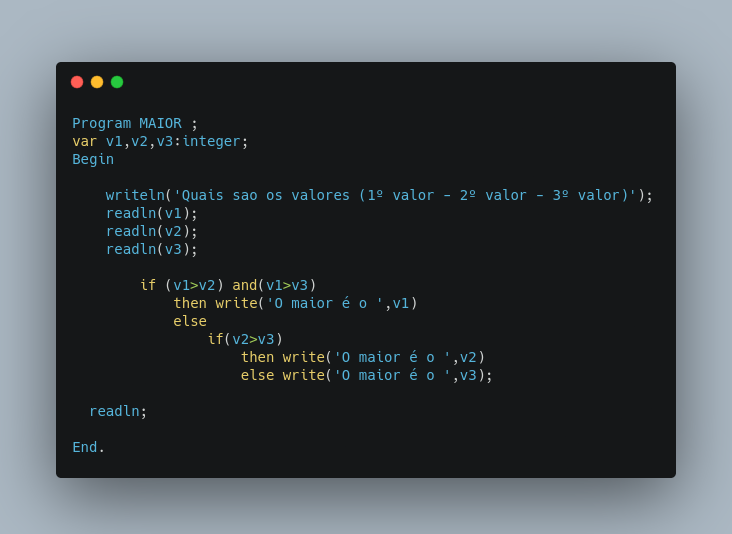 Program MAIOR ;
var v1,v2,v3:integer;
Begin
writeln('Quais sao os valores (1º valor - 2º valor - 3º valor)');
readln(v1);
readln(v2);
readln(v3);
if (v1>v2) and(v1>v3)
then write('O maior é o ',v1)
else
if(v2>v3)
then write('O maior é o ',v2)
else write('O maior é o ',v3);
readln;
End.